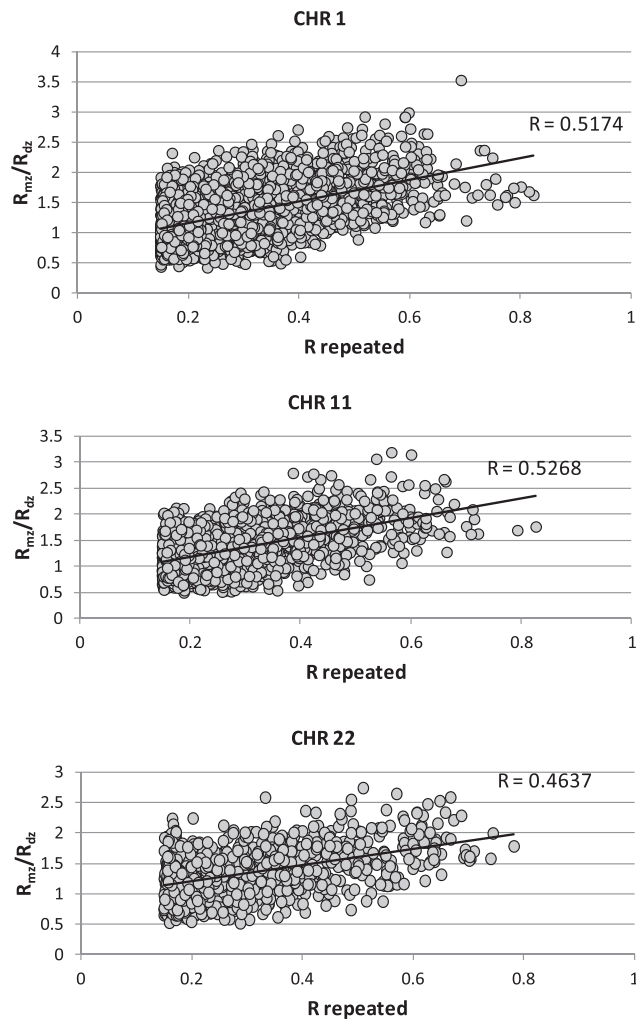 CHR 1
4
3.5
3
2.5
2
1.5
1
0.5
0
R = 0.5174
Rmz/Rdz
0 0.2 0.4 0.6 0.8 1
R repeated
CHR 11
3.5
3
2.5
2
1.5
1
0.5
0
R = 0.5268
Rmz/Rdz
0 0.2 0.4 0.6 0.8 1
R repeated
CHR 22
3
2.5
2
1.5
1
0.5
0
R = 0.4637
Rmz/Rdz
0 0.2 0.4 0.6 0.8 1
R repeated